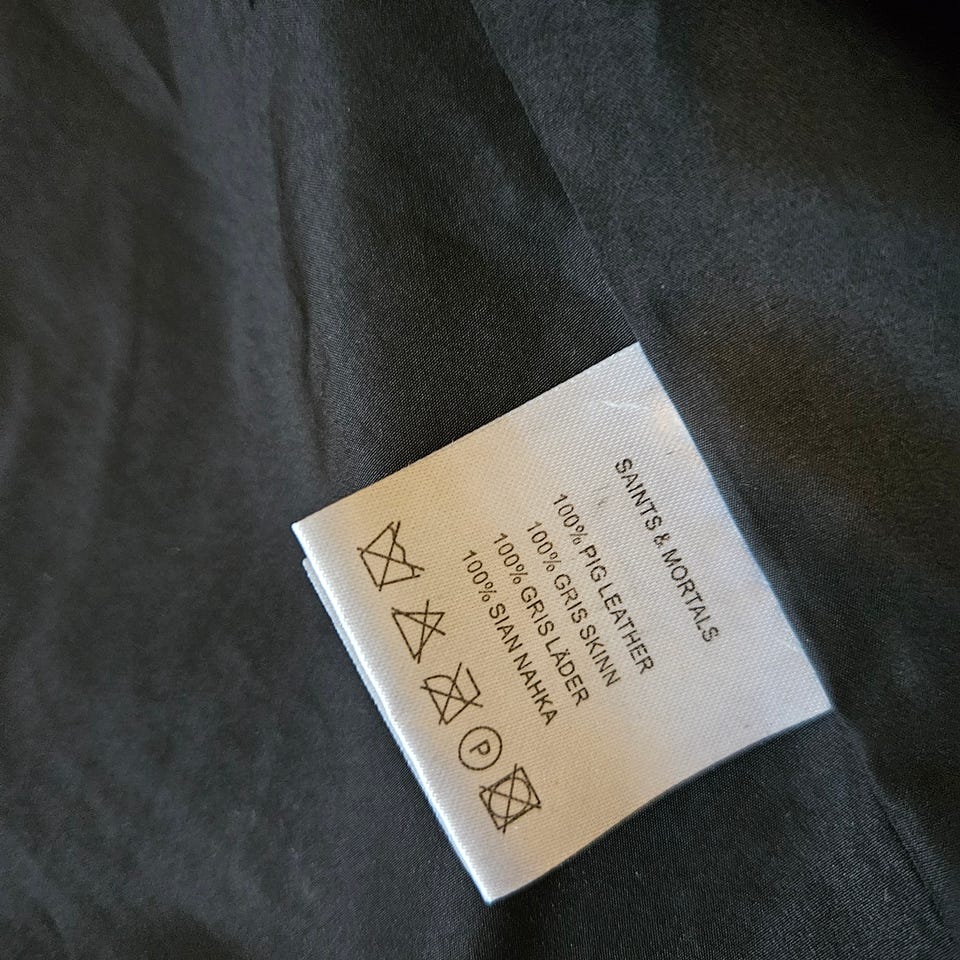 SAINTS & MORTALS
100% PIG LEATHER
100% GRIS SKINN
100% GRIS LÄDER
100% SIAN NAHKA
P